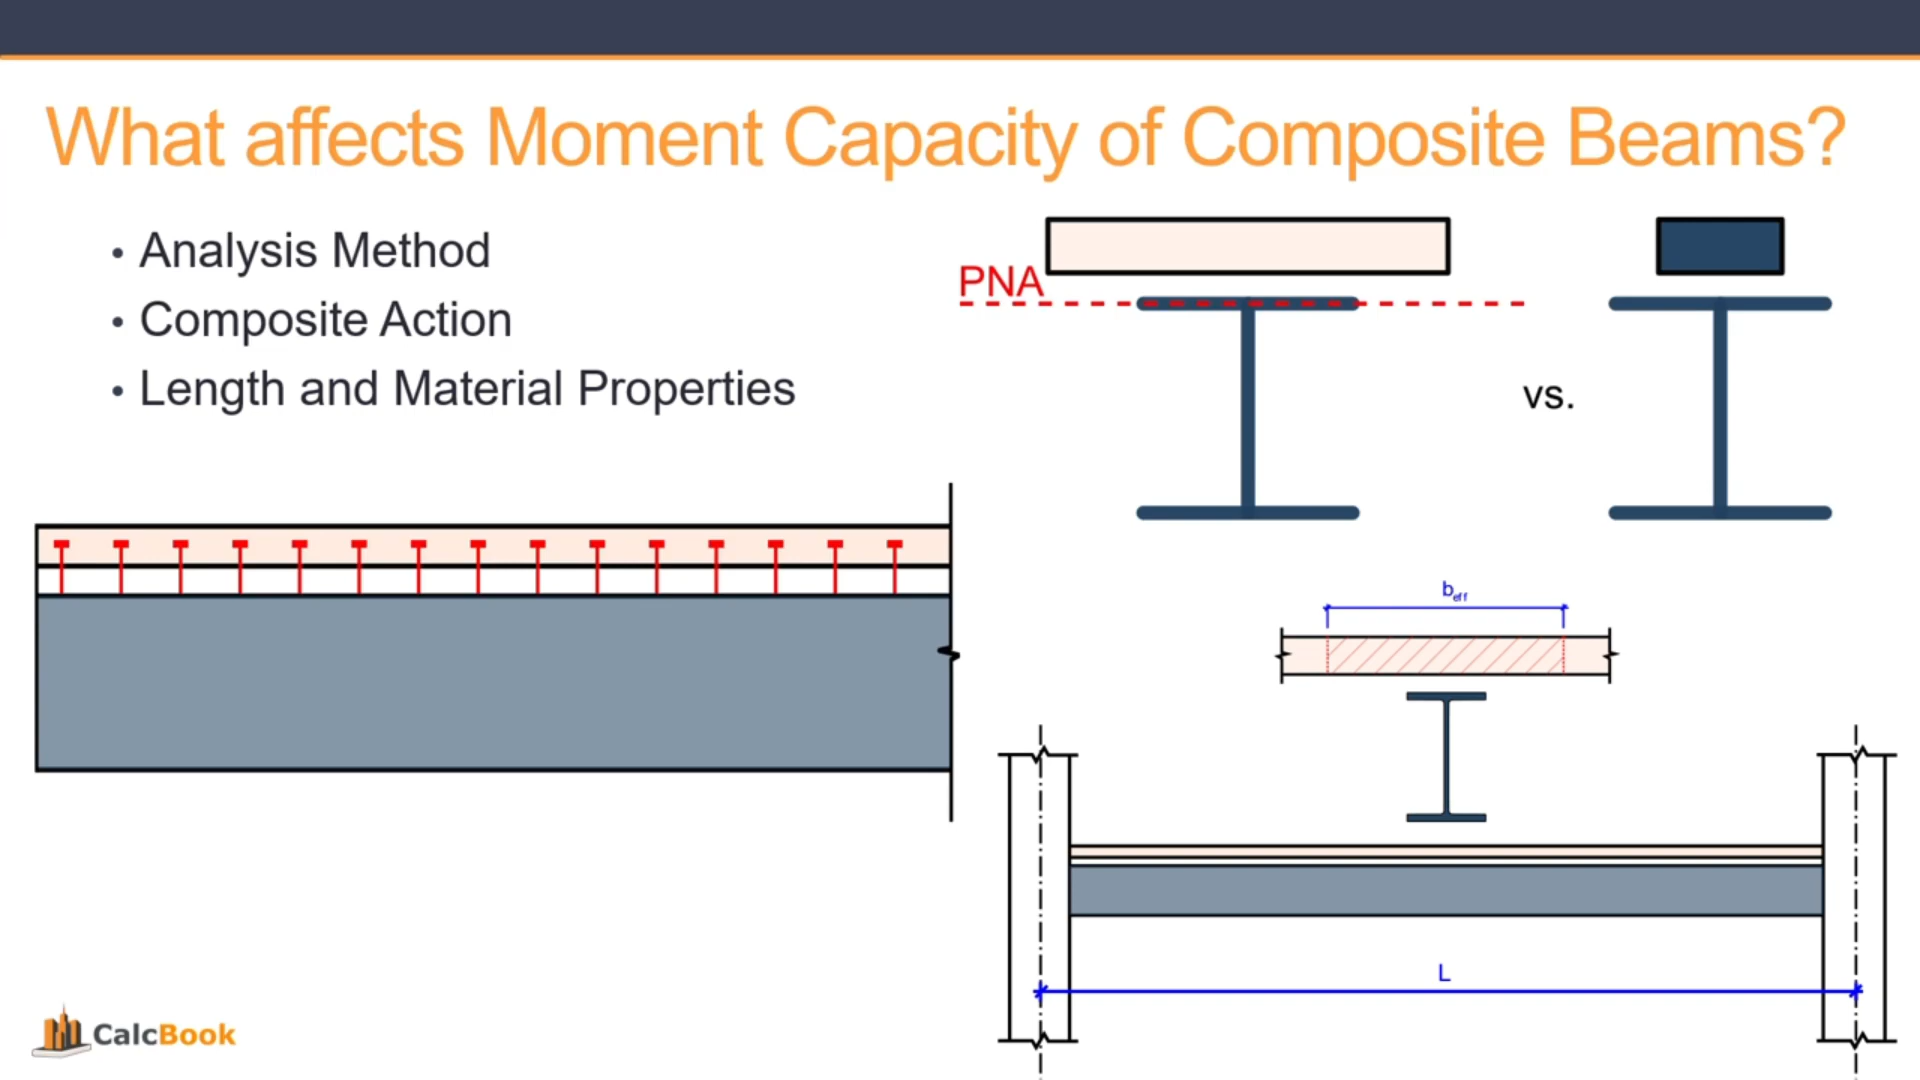 What affects Moment Capacity of Composite Beams?
• Analysis Method
• Composite Action
• Length and Material Properties
PNA
vs.
beff
L
CalcBook